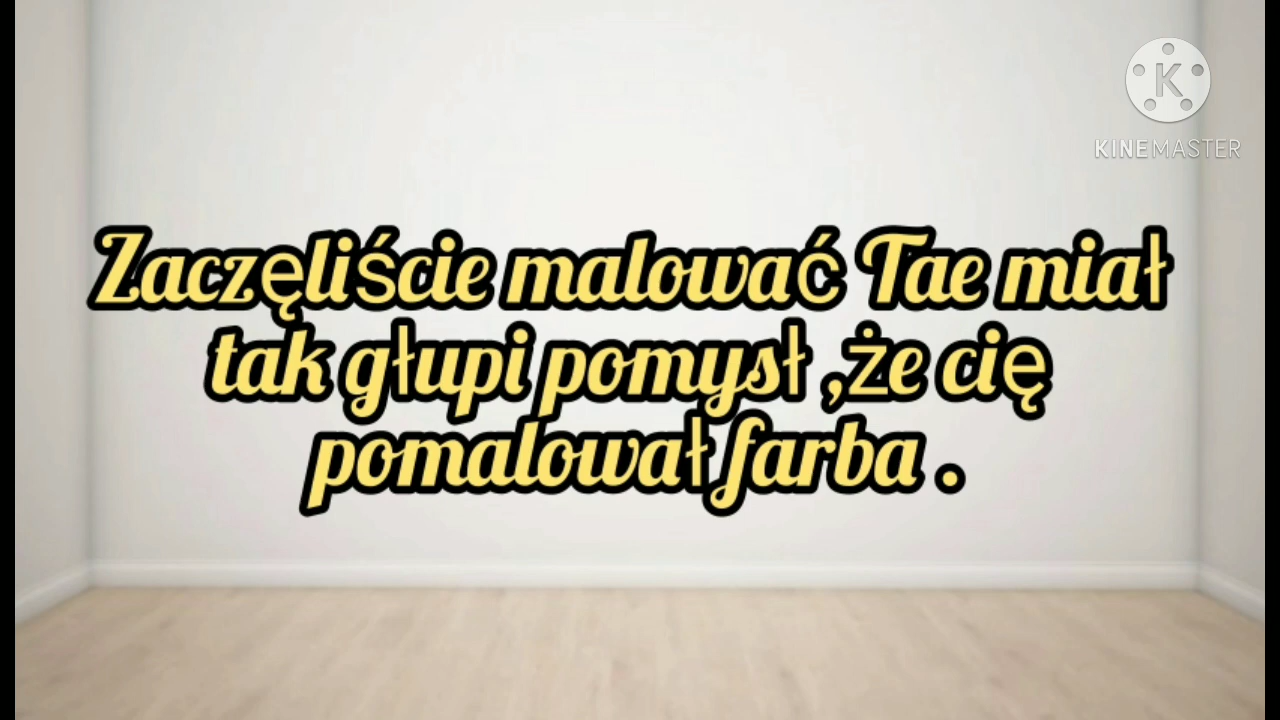 KINEMASTER
Zaczęliście malować Tae miał
tak głupi pomysł ,że cię
pomalował farba .